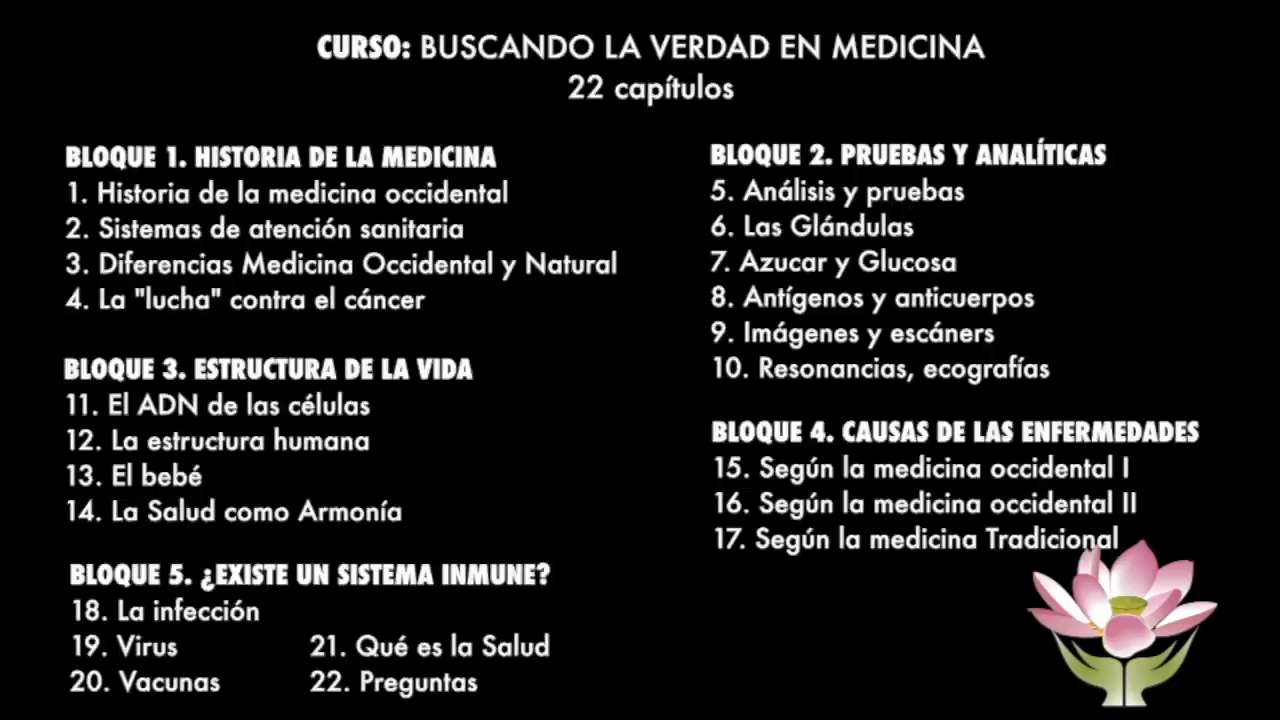 CURSO: BUSCANDO LA VERDAD EN MEDICINA
22 capítulos
BLOQUE 1. HISTORIA DE LA MEDICINA
1. Historia de la medicina occidental
2. Sistemas de atención sanitaria
3. Diferencias Medicina Occidental y Natural
4. La "lucha" contra el cáncer
BLOQUE 2. PRUEBAS Y ANALÍTICAS
5. Análisis y pruebas
6. Las Glándulas
7. Azucar y Glucosa
8. Antígenos y anticuerpos
9. Imágenes y escáners
10. Resonancias, ecografías
BLOQUE 3. ESTRUCTURA DE LA VIDA
11. El ADN de las células
12. La estructura humana
13. El bebé
14. La Salud como Armonía
BLOQUE 4. CAUSAS DE LAS ENFERMEDADES
15. Según la medicina occidental I
16. Según la medicina occidental II
17. Según la medicina Tradicional
BLOQUE 5. ¿EXISTE UN SISTEMA INMUNE?
18. La infección
19. Virus
20. Vacunas
21. Qué es la Salud
22. Preguntas